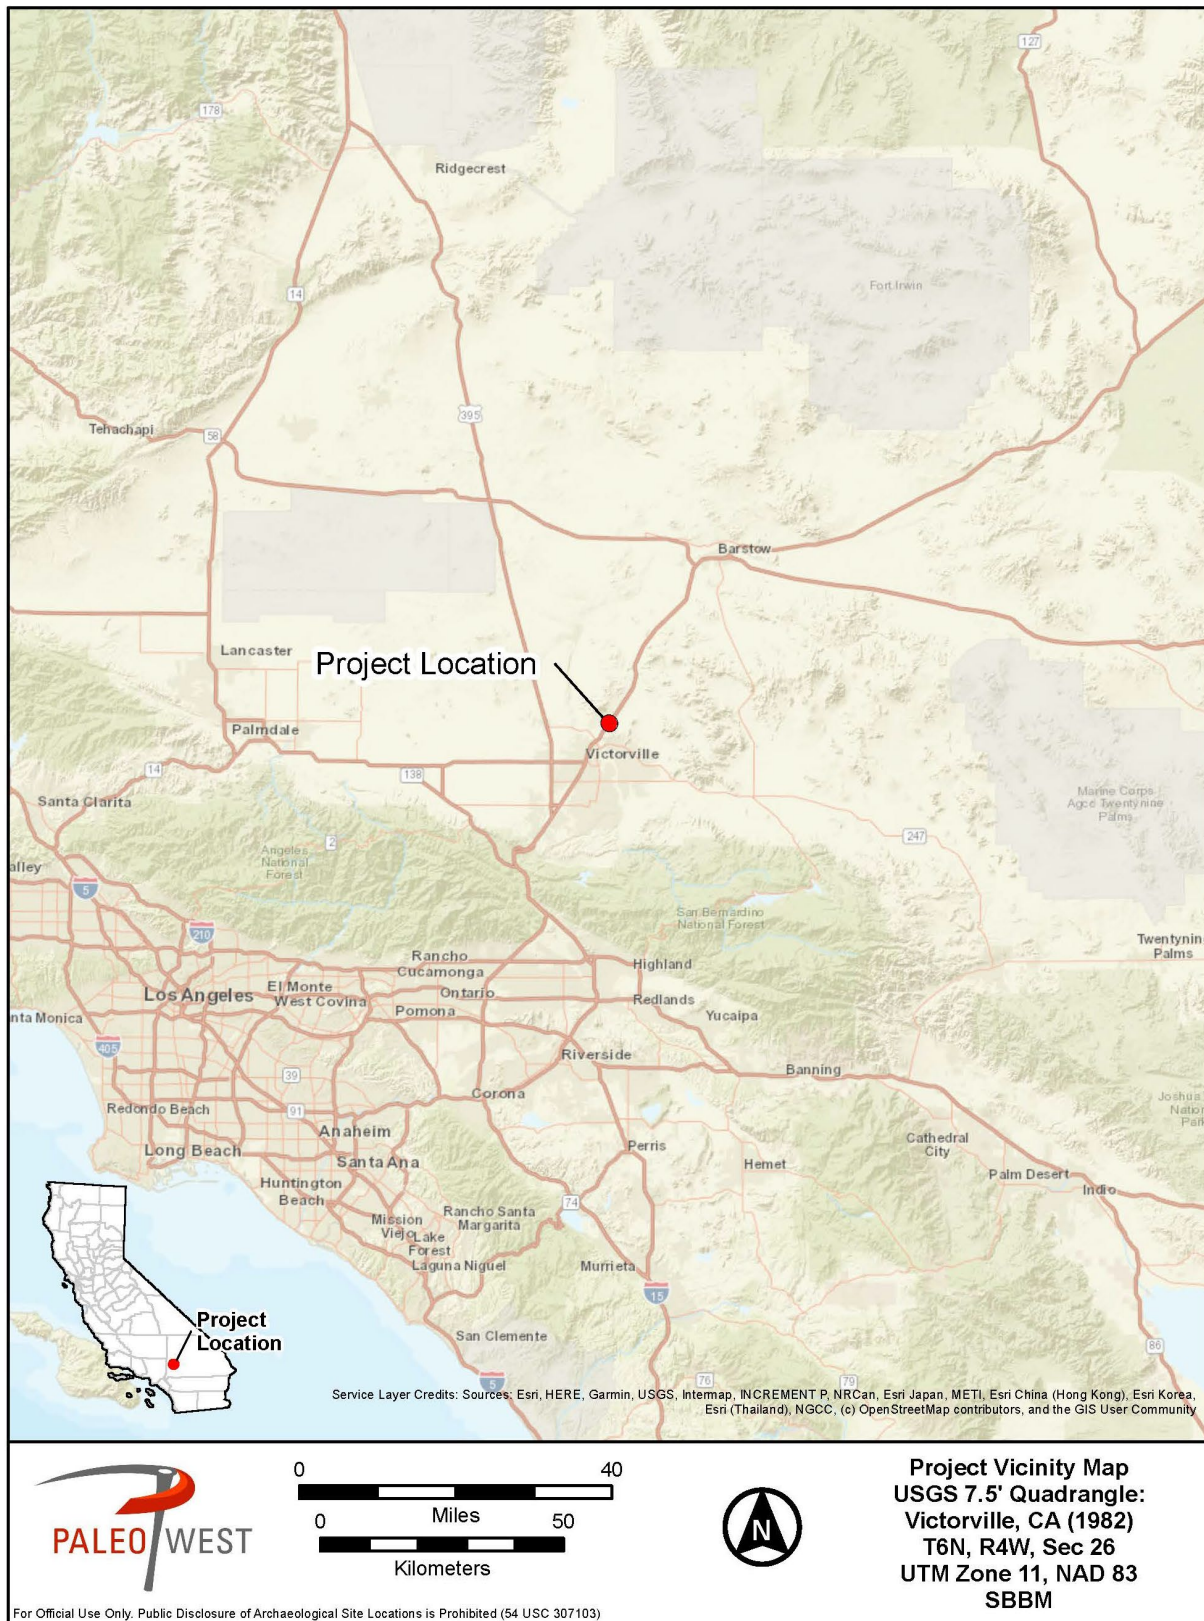 127
178
Ridgecrest
Fort Irwin
14
395
Tehachapi
58
Barstow
Lancaster
Project Location
Palmdale
Victorville
14
138
Santa Clarita
Marine Corps
Agcc Twentynine
Palms
247
2
Angeles
National
Forest
alley
5
San Bernardino
National Forest
210
Twentynin
Palms
Rancho
Cucamonga
Highland
El Monte
Los Angeles
West Covina
Ontario
Redlands
Pomona
Yucaipa
nta Monica
405
Riverside
39
Banning
Corona
91
Redondo Beach
Joshua
Nation
Park
Anaheim
Long Beach
Perris
Cathedral
City
Santa Ana
Hemet
Palm Desert
Huntington
Beach
Indio
74
Rancho Santa
Margarita
Mission
Viejo
Lake
Forest
Laguna Niguel
Murrieta
15
Project
Location
San Clemente
86
5
76
79
Service Layer Credits: Sources: Esri, HERE, Garmin, USGS, Intermap, INCREMENT P, NRCan, Esri Japan, METI, Esri China (Hong Kong), Esri Korea,
Esri (Thailand), NGCC, (c) OpenStreetMap contributors, and the GIS User Community
PALEO WEST
0 40
Miles
0 50
Kilometers
N
Project Vicinity Map
USGS 7.5' Quadrangle:
Victorville, CA (1982)
T6N, R4W, Sec 26
UTM Zone 11, NAD 83
SBBM
For Official Use Only. Public Disclosure of Archaeological Site Locations is Prohibited (54 USC 307103)